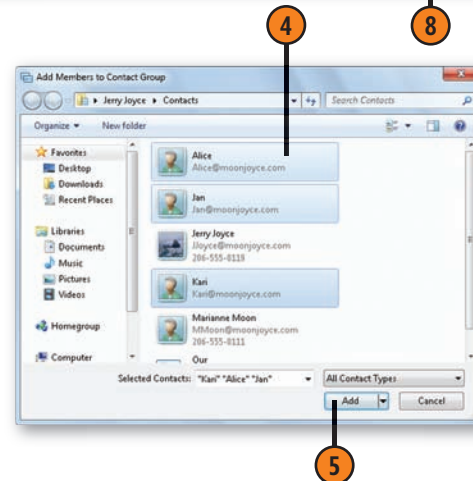 4
8
Add Members to Contact Group
Jerry Joyce
Contacts
Search Contacts
Organize
New folder
Favorites
Desktop
Downloads
Recent Places
Libraries
Documents
Music
Pictures
Videos
Homegroup
Computer
Alice
Alice@moonjoyce.com
Jan
Jan@moonjoyce.com
Jerry Joyce
JJoyce@moonjoyce.com
206-555-0118
Kari
Kari@moonjoyce.com
Marianne Moon
MMoon@moonjoyce.com
206-555-0111
Our
Selected Contacts: "Kari" "Alice" "Jan"
All Contact Types
Add
Cancel
5